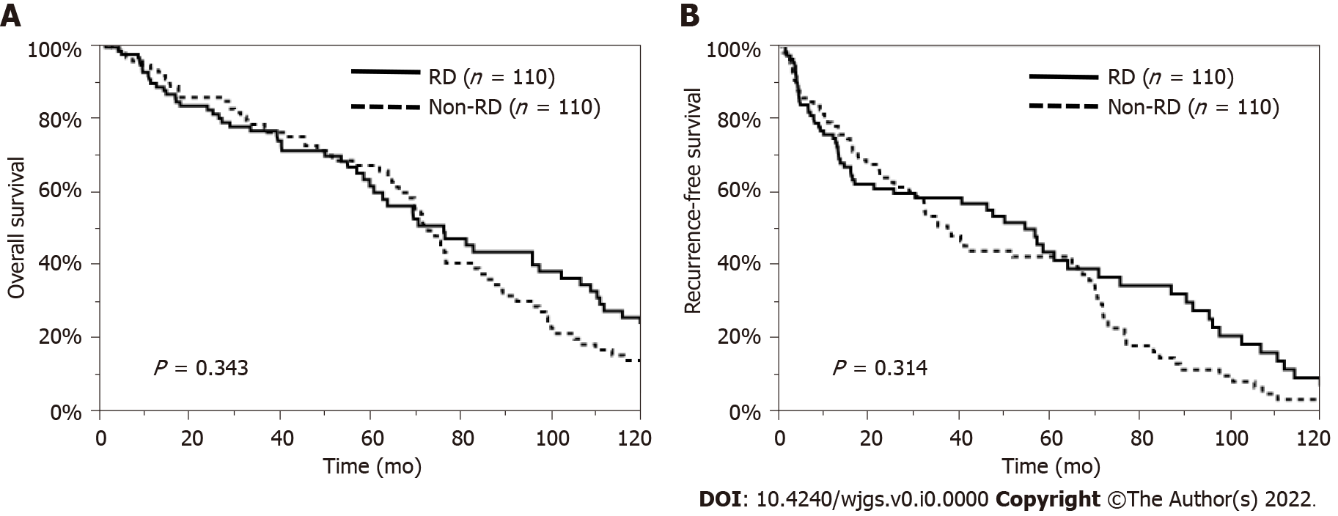 A
Overall survival
100%
80%
60%
40%
20%
0%
RD (n = 110)
Non-RD (n = 110)
P = 0.343
0 20 40 60 80 100 120
Time (mo)
B
Recurrence-free survival
100%
80%
60%
40%
20%
0%
RD (n = 110)
Non-RD (n = 110)
P = 0.314
0 20 40 60 80 100 120
Time (mo)
DOI: 10.4240/wjgs.v0.i0.0000 Copyright ©The Author(s) 2022.